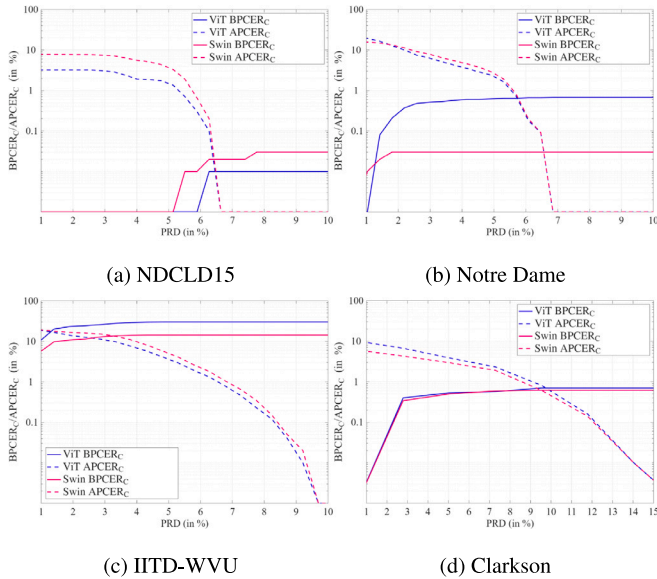 100
10
1
0.1
BPCER_C/APCER_C (in %)
1 2 3 4 5 6 7 8 9 10
PRD (in %)
ViT BPCER_C
ViT APCER_C
Swin BPCER_C
Swin APCER_C
(a) NDCLD15
100
10
1
0.1
BPCER_C/APCER_C (in %)
1 2 3 4 5 6 7 8 9 10
PRD (in %)
ViT BPCER_C
ViT APCER_C
Swin BPCER_C
Swin APCER_C
(b) Notre Dame
100
10
1
0.1
BPCER_C/APCER_C (in %)
1 2 3 4 5 6 7 8 9 10
PRD (in %)
ViT BPCER_C
ViT APCER_C
Swin BPCER_C
Swin APCER_C
(c) IITD-WVU
100
10
1
0.1
BPCER_C/APCER_C (in %)
1 2 3 4 5 6 7 8 9 10 11 12 13 14 15
PRD (in %)
ViT BPCER_C
ViT APCER_C
Swin BPCER_C
Swin APCER_C
(d) Clarkson